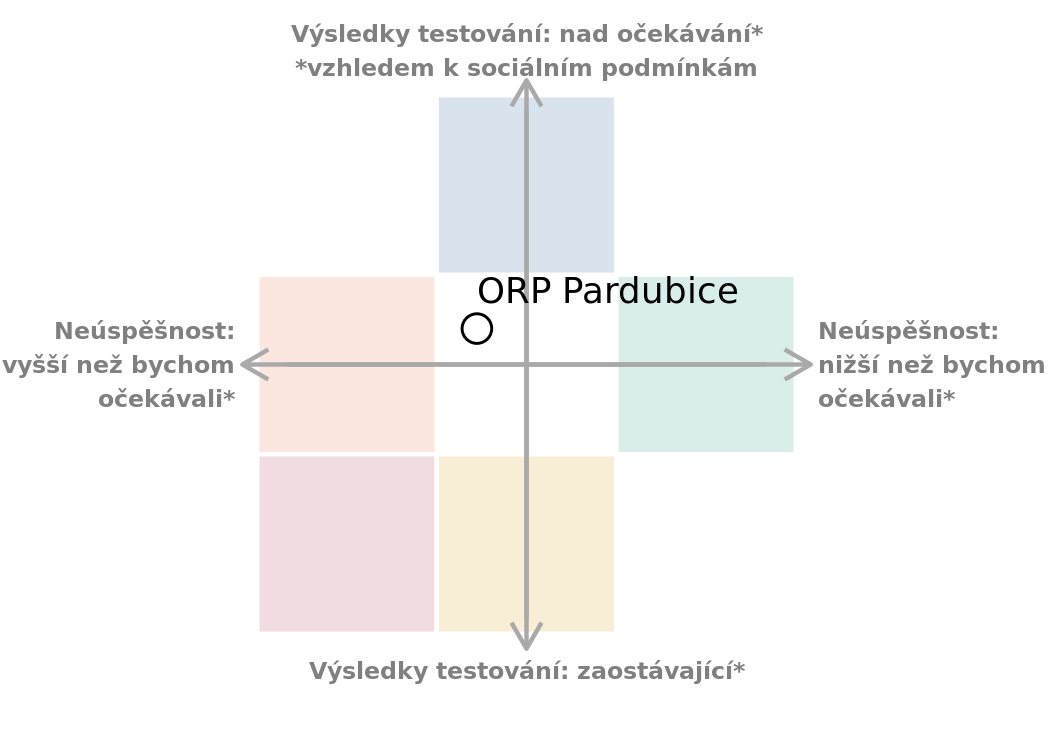 Výsledky testování: nad očekávání*
*vzhledem k sociálním podmínkám
ORP Pardubice
Neúspěšnost:
vyšší než bychom
očekávali*
Neúspěšnost:
nižší než bychom
očekávali*
Výsledky testování: zaostávající*